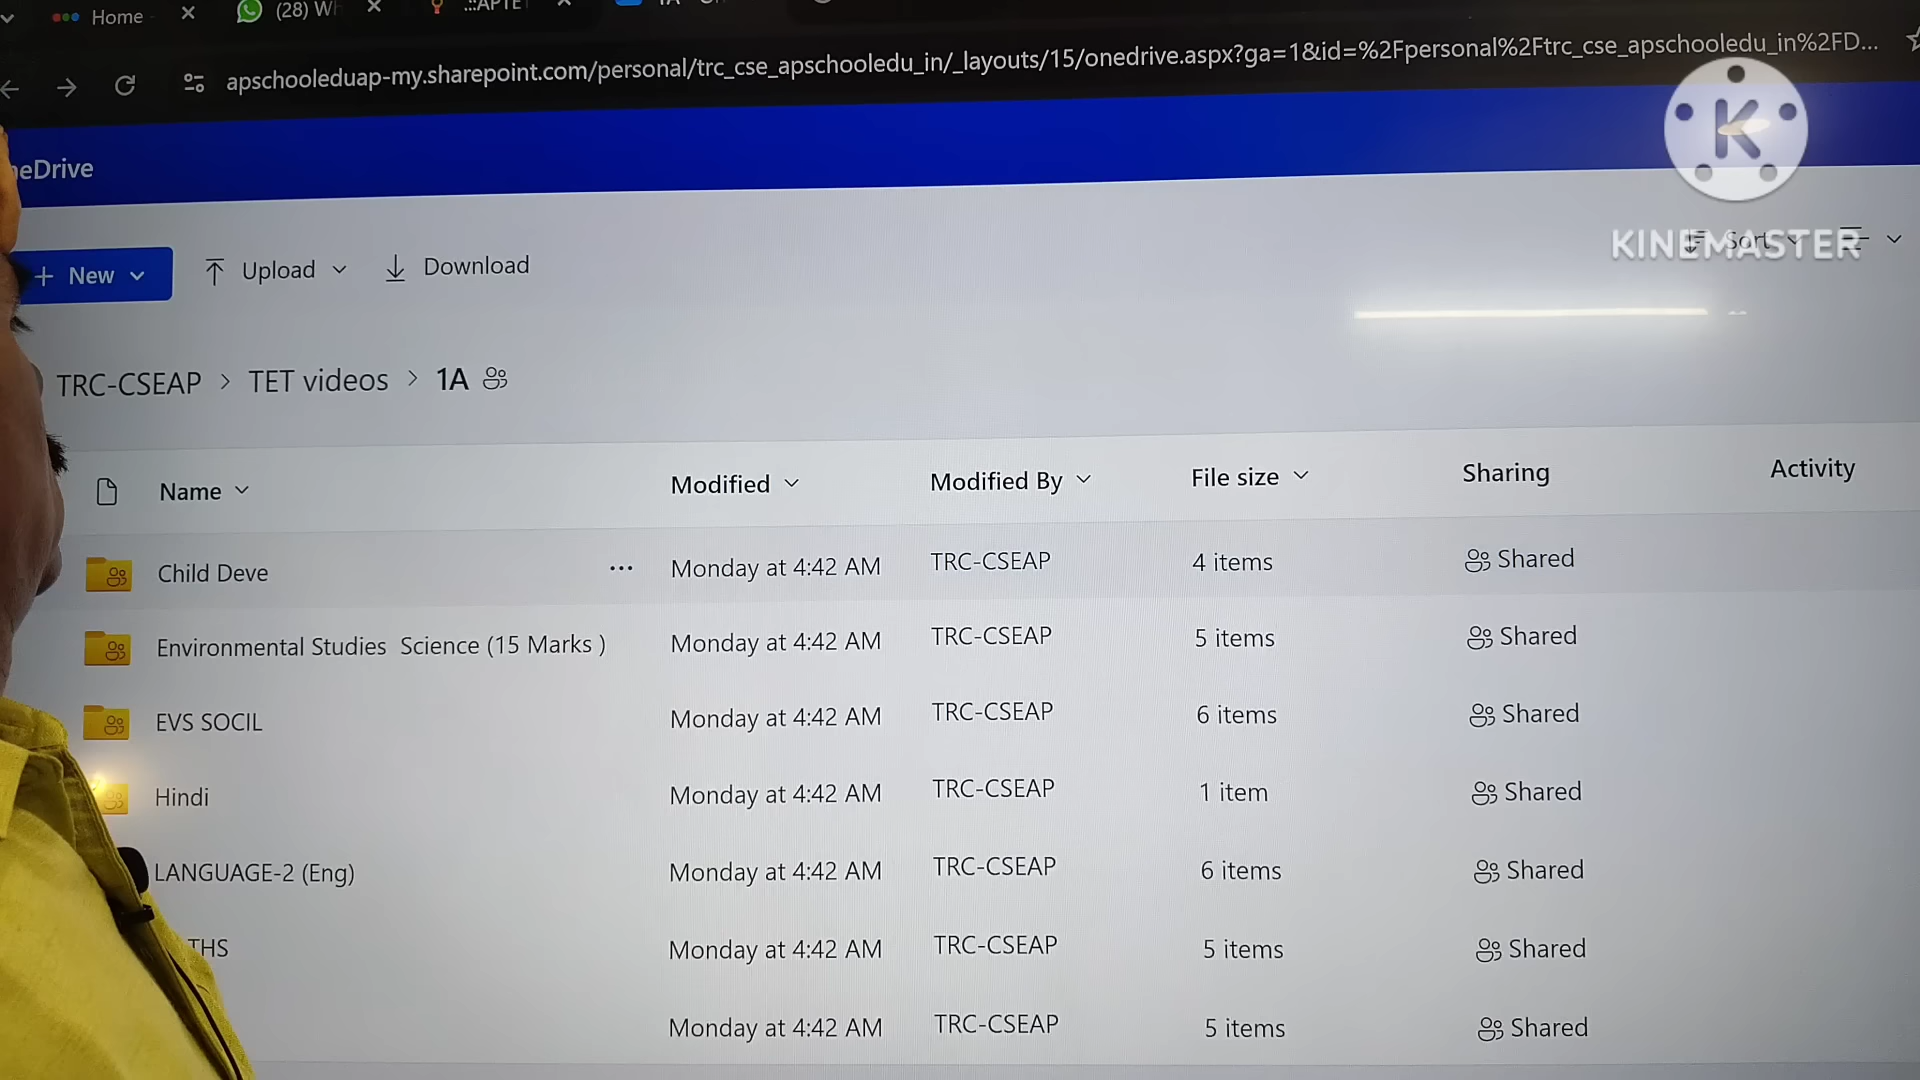 Home
(28) Wh
apschooleduap-my.sharepoint.com/personal/trc_cse_apschooledu_in/_layouts/15/onedrive.aspx?ga=1&id=%2Fpersonal%2Ftrc_cse_apschooledu_in%2FD...
K
eDrive
KINEMASTER
Sort
+ New
Upload
Download
TRC-CSEAP > TET videos > 1A
Name Modified Modified By File size Sharing Activity
Child Deve ... Monday at 4:42 AM TRC-CSEAP 4 items Shared
Environmental Studies Science (15 Marks ) Monday at 4:42 AM TRC-CSEAP 5 items Shared
EVS SOCIL Monday at 4:42 AM TRC-CSEAP 6 items Shared
Hindi Monday at 4:42 AM TRC-CSEAP 1 item Shared
LANGUAGE-2 (Eng) Monday at 4:42 AM TRC-CSEAP 6 items Shared
THS Monday at 4:42 AM TRC-CSEAP 5 items Shared
Monday at 4:42 AM TRC-CSEAP 5 items Shared